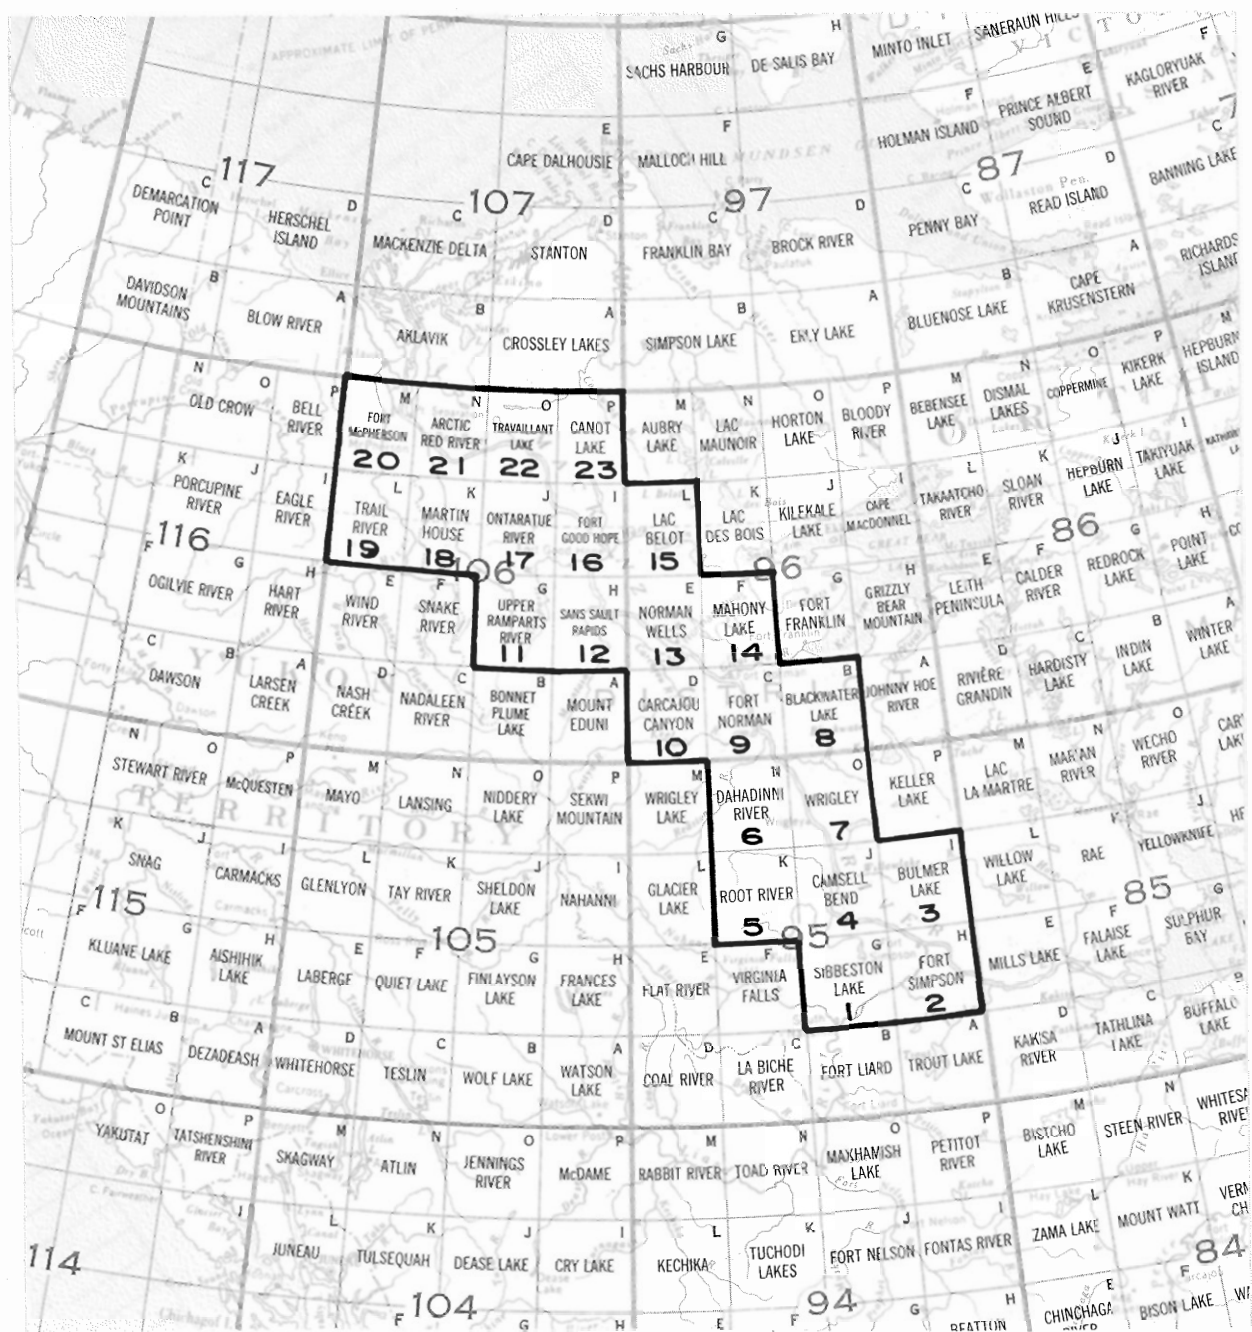 G
H
SACHS HARBOUR
DE SALIS BAY
MINTO INLET
F
KAGLORYUAK
RIVER
E
CAPE DALHOUSIE
F
MALLOCH HILL
F
HOLMAN ISLAND
E
PRINCE ALBERT
SOUND
C
117
107
97
87
D
BANNING LAKE
C
DEMARCATION
POINT
D
HERSCHEL
ISLAND
C
MACKENZIE DELTA
D
STANTON
C
FRANKLIN BAY
D
BROCK RIVER
C
PENNY BAY
READ ISLAND
B
DAVIDSON
MOUNTAINS
A
BLOW RIVER
B
AKLAVIK
A
CROSSLEY LAKES
B
SIMPSON LAKE
A
ERLY LAKE
B
BLUENOSE LAKE
A
CAPE
KRUSENSTERN
N
OLD CROW
O
P
BELL
RIVER
M
FORT
McPHERSON
20
N
ARCTIC
RED RIVER
21
O
TRAVAILLANT
LAKE
22
P
CANOT
LAKE
23
M
AUBRY
LAKE
N
LAC
MAUNOIR
O
HORTON
LAKE
P
BLOODY
RIVER
M
BEBENSEE
LAKE
N
DISMAL
LAKES
O
COPPERMINE
P
KIKERK
LAKE
M
HEPBURN
ISLAND
K
PORCUPINE
RIVER
J
I
EAGLE
RIVER
L
TRAIL
RIVER
19
K
MARTIN
HOUSE
18
J
ONTARATUE
RIVER
17
I
FORT
GOOD HOPE
16
L
LAC
BELOT
15
K
LAC
DES BOIS
J
KILEKALE
LAKE
I
CAPE
MACDONNEL
L
TAKAATCHO
RIVER
K
SLOAN
RIVER
J
HEPBURN
LAKE
I
TAKIYUAK
LAKE
116
106
96
86
F
OGILVIE RIVER
G
H
HART
RIVER
E
WIND
RIVER
F
SNAKE
RIVER
G
UPPER
RAMPARTS
RIVER
11
H
SANS SAULT
RAPIDS
12
E
NORMAN
WELLS
13
F
MAHONY
LAKE
14
G
FORT
FRANKLIN
H
GRIZZLY
BEAR
MOUNTAIN
E
LEITH
PENINSULA
F
CALDER
RIVER
G
REDROCK
LAKE
H
POINT
LAKE
C
DAWSON
B
A
LARSEN
CREEK
D
NASH
CREEK
C
NADALEEN
RIVER
B
BONNET
PLUME
LAKE
A
MOUNT
EDUNI
D
CARCAJOU
CANYON
10
C
FORT
NORMAN
9
B
BLACKWATER
LAKE
8
A
JOHNNY HOE
RIVER
D
RIVIÈRE
GRANDIN
C
HARDISTY
LAKE
B
INDIN
LAKE
A
WINTER
LAKE
YUKON
TERRITORY
N
STEWART RIVER
O
P
McQUESTEN
M
MAYO
N
LANSING
O
NIDDERY
LAKE
P
SEKWI
MOUNTAIN
M
WRIGLEY
LAKE
N
DAHADINNI
RIVER
6
O
WRIGLEY
7
P
KELLER
LAKE
M
LAC
LA MARTRE
N
MARIAN
RIVER
O
WECHO
RIVER
K
SNAG
J
I
CARMACKS
L
GLENLYON
K
TAY RIVER
J
SHELDON
LAKE
I
NAHANNI
L
GLACIER
LAKE
K
ROOT RIVER
5
J
CAMSELL
BEND
4
I
BULMER
LAKE
3
L
WILLOW
LAKE
K
RAE
J
YELLOWKNIFE
115
105
95
85
F
KLUANE LAKE
G
H
AISHIHIK
LAKE
E
LABERGE
F
QUIET LAKE
G
FINLAYSON
LAKE
H
FRANCES
LAKE
E
FLAT RIVER
F
VIRGINIA
FALLS
G
SIBBESTON
LAKE
1
H
FORT
SIMPSON
2
E
MILLS LAKE
F
FALAISE
LAKE
G
SULPHUR
BAY
C
MOUNT ST ELIAS
B
A
DEZADEASH
D
WHITEHORSE
C
TESLIN
B
WOLF LAKE
A
WATSON
LAKE
D
COAL RIVER
C
LA BICHE
RIVER
B
FORT LIARD
A
TROUT LAKE
D
KAKISA
RIVER
C
TATHLINA
LAKE
B
BUFFALO
LAKE
O
YAKUTAT
P
TATSHENSHINI
RIVER
M
SKAGWAY
N
ATLIN
O
JENNINGS
RIVER
P
McDAME
M
RABBIT RIVER
N
TOAD RIVER
O
MAXHAMISH
LAKE
P
PETITOT
RIVER
M
BISTCHO
LAKE
N
STEEN RIVER
I
L
JUNEAU
K
TULSEQUAH
J
DEASE LAKE
I
CRY LAKE
L
KECHIKA
K
TUCHODI
LAKES
J
FORT NELSON
I
FONTAS RIVER
L
ZAMA LAKE
K
MOUNT WATT
114
104
94
84
F
G
H
E
F
G
H
BEATTON
E
CHINCHAGA
RIVER
F
BISON LAKE